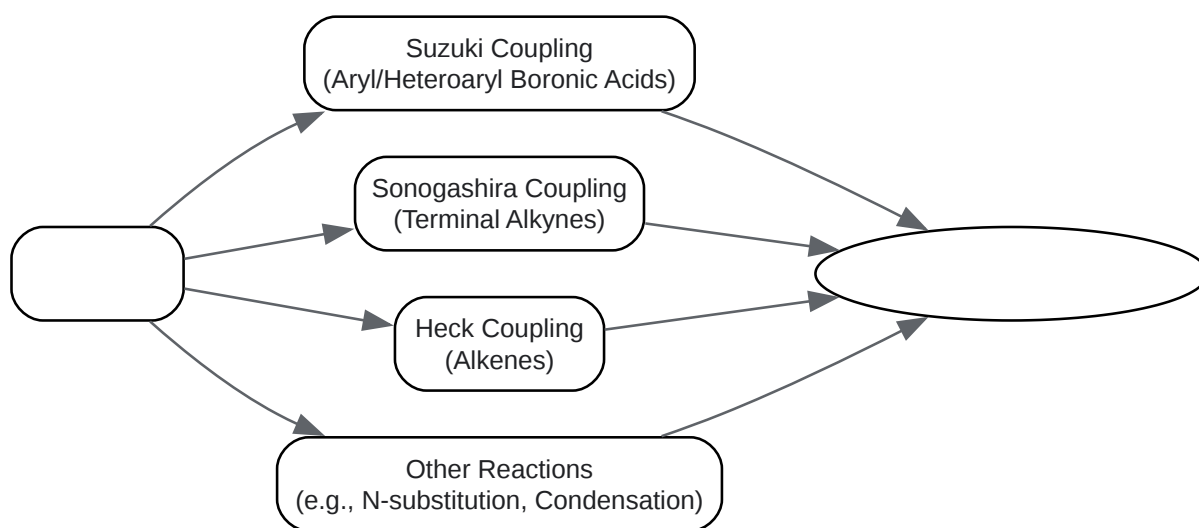 Suzuki Coupling
(Aryl/Heteroaryl Boronic Acids)
Sonogashira Coupling
(Terminal Alkynes)
Heck Coupling
(Alkenes)
Other Reactions
(e.g., N-substitution, Condensation)